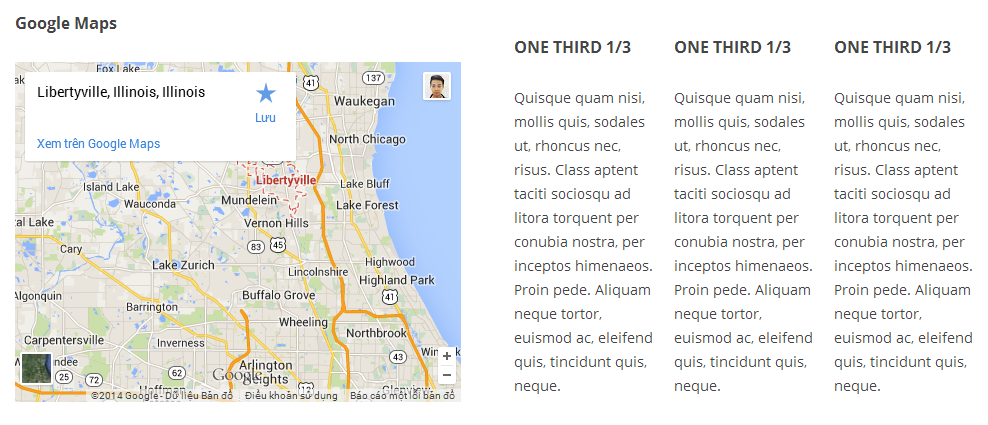 Google Maps
Libertyville, Illinois, Illinois
Lưu
Xem trên Google Maps
Fox Lake
41
137
Waukegan
North Chicago
Libertyville
Island Lake
Mundelein
Lake Bluff
Wauconda
Lake Forest
tal Lake
Vernon Hills
83
45
Cary
Lake Zurich
Lincolnshire
Highwood
Highland Park
Algonquin
Buffalo Grove
41
Barrington
Wheeling
Northbrook
Carpentersville
Inverness
43
ndee
25
72
62
Arlington
Heights
Hoffman
Glenview
Google
+
−
©2014 Google - Dữ liệu Bản đồ Điều khoản sử dụng Báo cáo một lỗi bản đồ
ONE THIRD 1/3
Quisque quam nisi,
mollis quis, sodales
ut, rhoncus nec,
risus. Class aptent
taciti sociosqu ad
litora torquent per
conubia nostra, per
inceptos himenaeos.
Proin pede. Aliquam
neque tortor,
euismod ac, eleifend
quis, tincidunt quis,
neque.
ONE THIRD 1/3
Quisque quam nisi,
mollis quis, sodales
ut, rhoncus nec,
risus. Class aptent
taciti sociosqu ad
litora torquent per
conubia nostra, per
inceptos himenaeos.
Proin pede. Aliquam
neque tortor,
euismod ac, eleifend
quis, tincidunt quis,
neque.
ONE THIRD 1/3
Quisque quam nisi,
mollis quis, sodales
ut, rhoncus nec,
risus. Class aptent
taciti sociosqu ad
litora torquent per
conubia nostra, per
inceptos himenaeos.
Proin pede. Aliquam
neque tortor,
euismod ac, eleifend
quis, tincidunt quis,
neque.